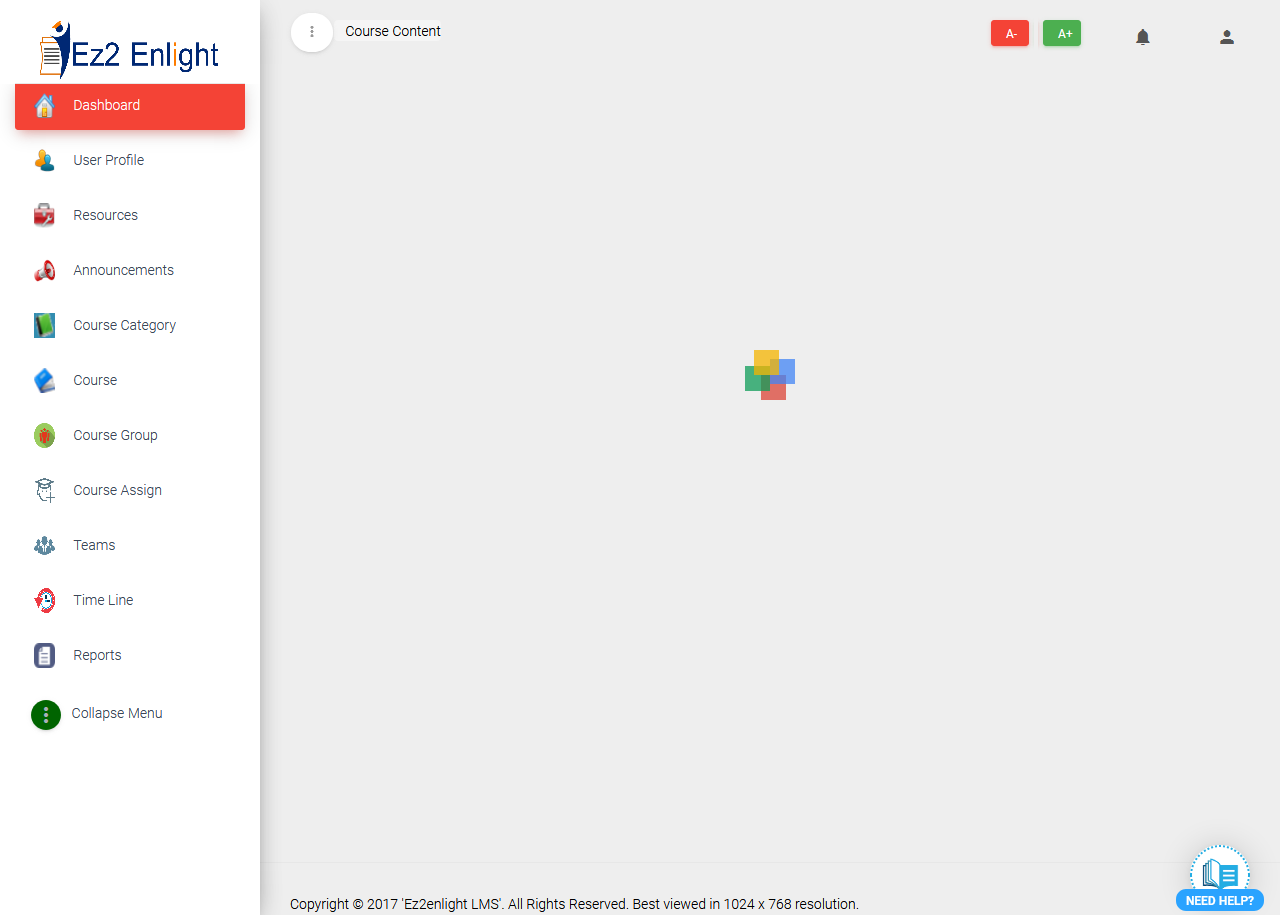 Ez2 Enlight
Course Content
A-
A+
Dashboard
User Profile
Resources
Announcements
Course Category
Course
Course Group
Course Assign
Teams
Time Line
Reports
Collapse Menu
NEED HELP?
Copyright © 2017 'Ez2enlight LMS'. All Rights Reserved. Best viewed in 1024 x 768 resolution.